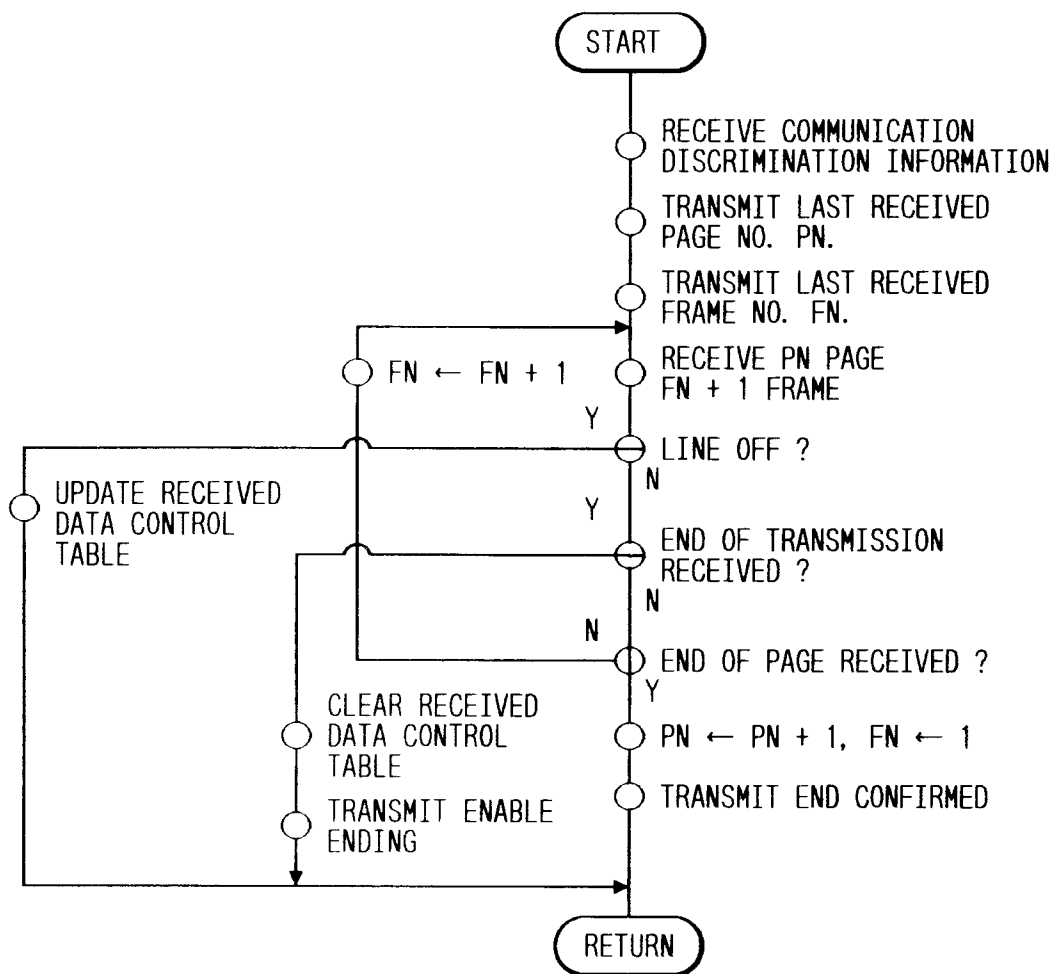 START
RECEIVE COMMUNICATION
DISCRIMINATION INFORMATION
TRANSMIT LAST RECEIVED
PAGE NO. PN.
TRANSMIT LAST RECEIVED
FRAME NO. FN.
FN ← FN + 1
RECEIVE PN PAGE
FN + 1 FRAME
Y
LINE OFF ?
N
UPDATE RECEIVED
DATA CONTROL
TABLE
Y
END OF TRANSMISSION
RECEIVED ?
N
N
END OF PAGE RECEIVED ?
Y
CLEAR RECEIVED
DATA CONTROL
TABLE
PN ← PN + 1, FN ← 1
TRANSMIT ENABLE
ENDING
TRANSMIT END CONFIRMED
RETURN